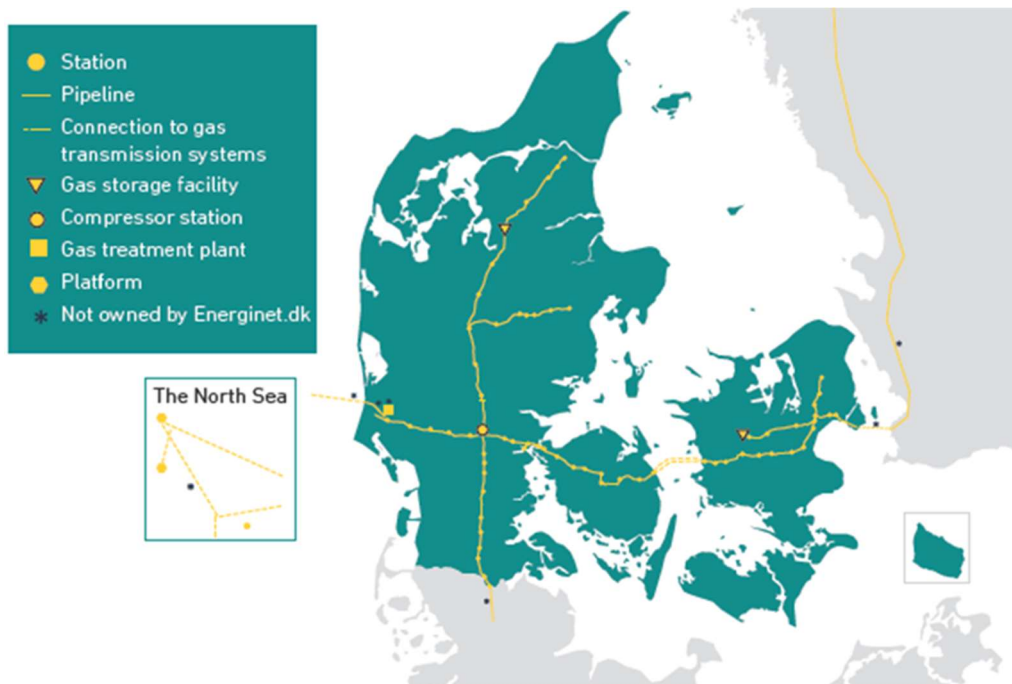 Station
Pipeline
Connection to gas
transmission systems
Gas storage facility
Compressor station
Gas treatment plant
Platform
Not owned by Energinet.dk
The North Sea